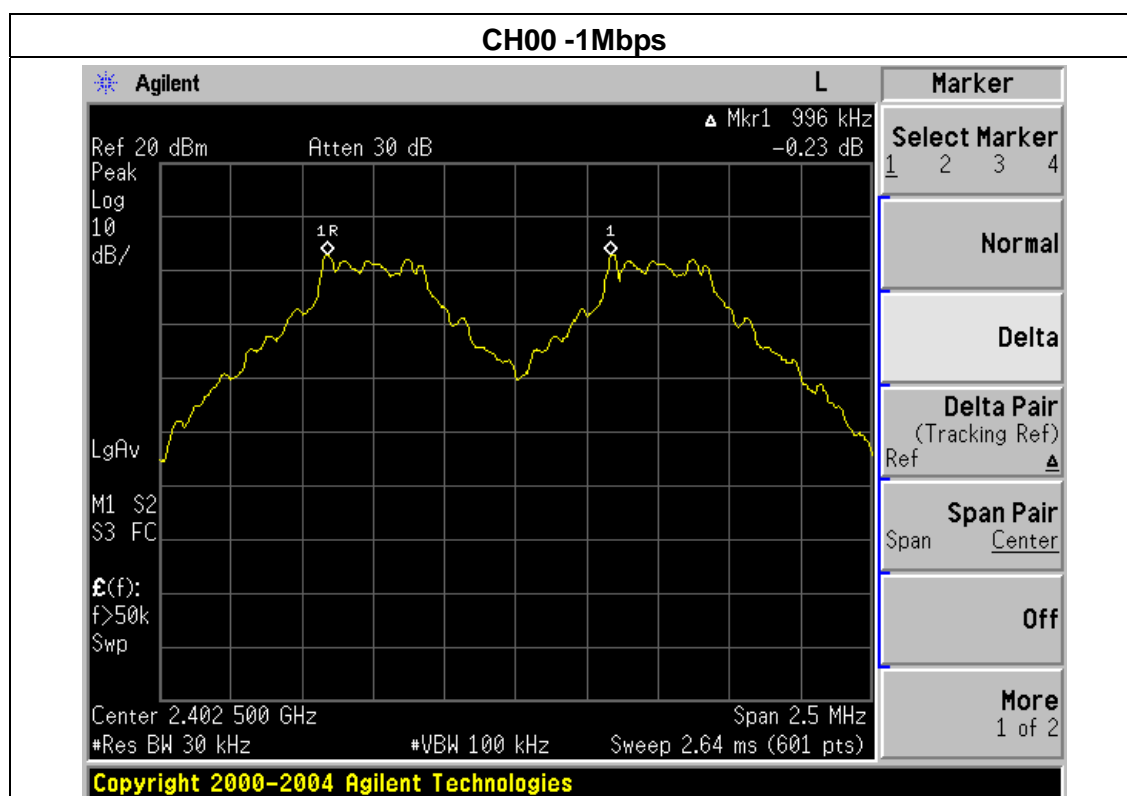 CH00 -1Mbps
Agilent L
Δ Mkr1 996 kHz
Ref 20 dBm Atten 30 dB -0.23 dB
Peak
Log
10
dB/
1R
1
LgAv
M1 S2
S3 FC
£(f):
f>50k
Swp
Center 2.402 500 GHz Span 2.5 MHz
#Res BW 30 kHz #VBW 100 kHz Sweep 2.64 ms (601 pts)
Copyright 2000-2004 Agilent Technologies
Marker
Select Marker
1 2 3 4
Normal
Delta
Delta Pair
(Tracking Ref)
Ref Δ
Span Pair
Span Center
Off
More
1 of 2